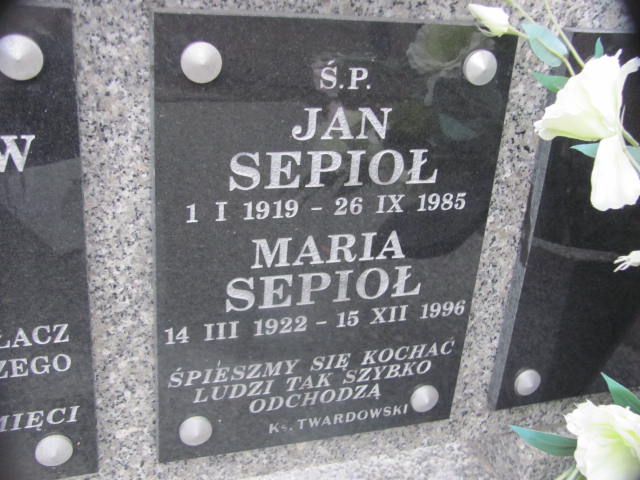 Ś.P.
JAN
SEPIOŁ
1 I 1919 – 26 IX 1985
MARIA
SEPIOŁ
14 III 1922 – 15 XII 1996
ŚPIESZMY SIĘ KOCHAĆ
LUDZI TAK SZYBKO
ODCHODZĄ
Ks. TWARDOWSKI
W